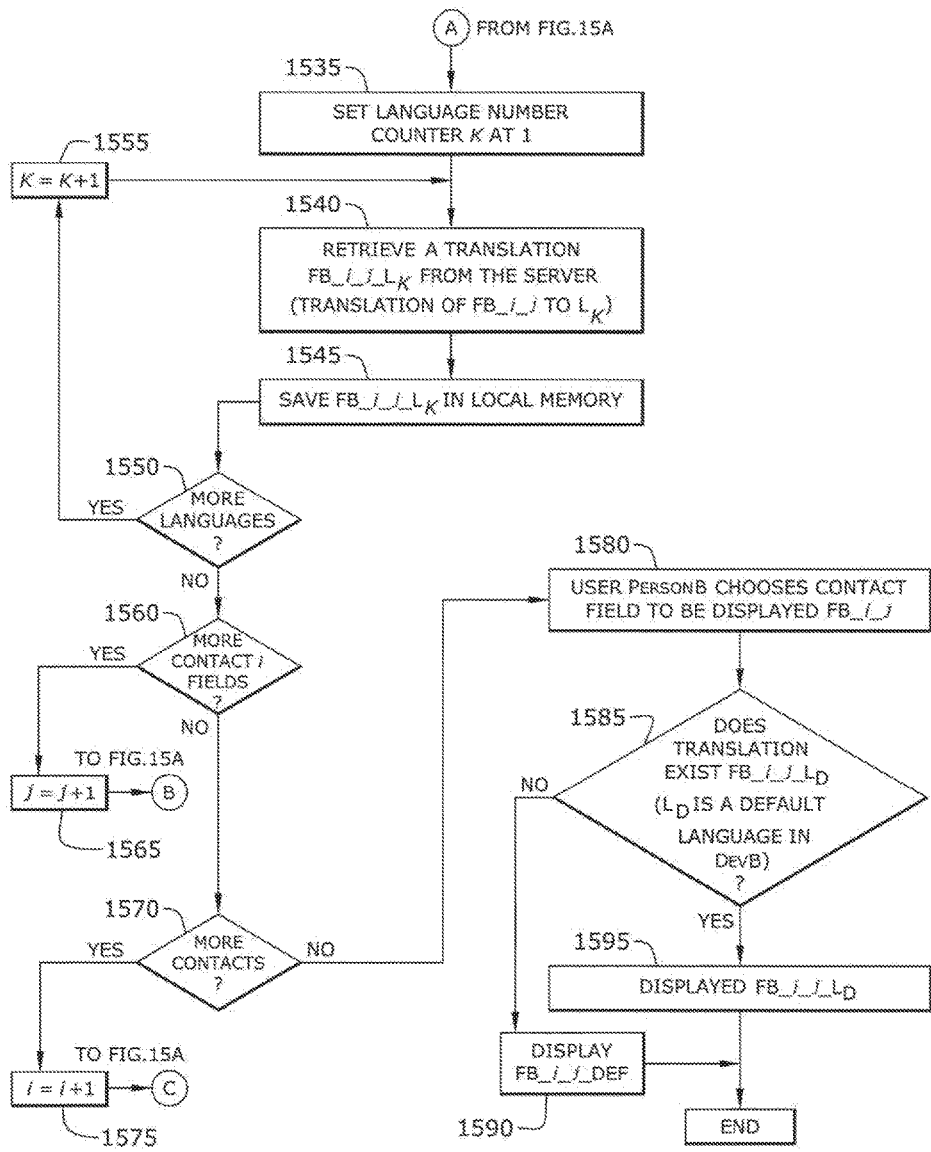 A FROM FIG.15A
1535
SET LANGUAGE NUMBER
COUNTER K AT 1
1555
K = K+1
1540
RETRIEVE A TRANSLATION
FB_i_j_LK FROM THE SERVER
(TRANSLATION OF FB_i_j TO LK)
1545
SAVE FB_i_j_LK IN LOCAL MEMORY
1550
MORE
LANGUAGES
?
YES
NO
1560
MORE
CONTACT i
FIELDS
?
YES
NO
TO FIG.15A
j = j+1
B
1565
1570
MORE
CONTACTS
?
YES
NO
TO FIG.15A
i = i+1
C
1575
1580
USER PERSONB CHOOSES CONTACT
FIELD TO BE DISPLAYED FB_i_j
1585
DOES
TRANSLATION
EXIST FB_i_j_LD
(LD IS A DEFAULT
LANGUAGE IN
DEVB)
?
NO
YES
1595
DISPLAYED FB_i_j_LD
DISPLAY
FB_i_j_DEF
1590
END